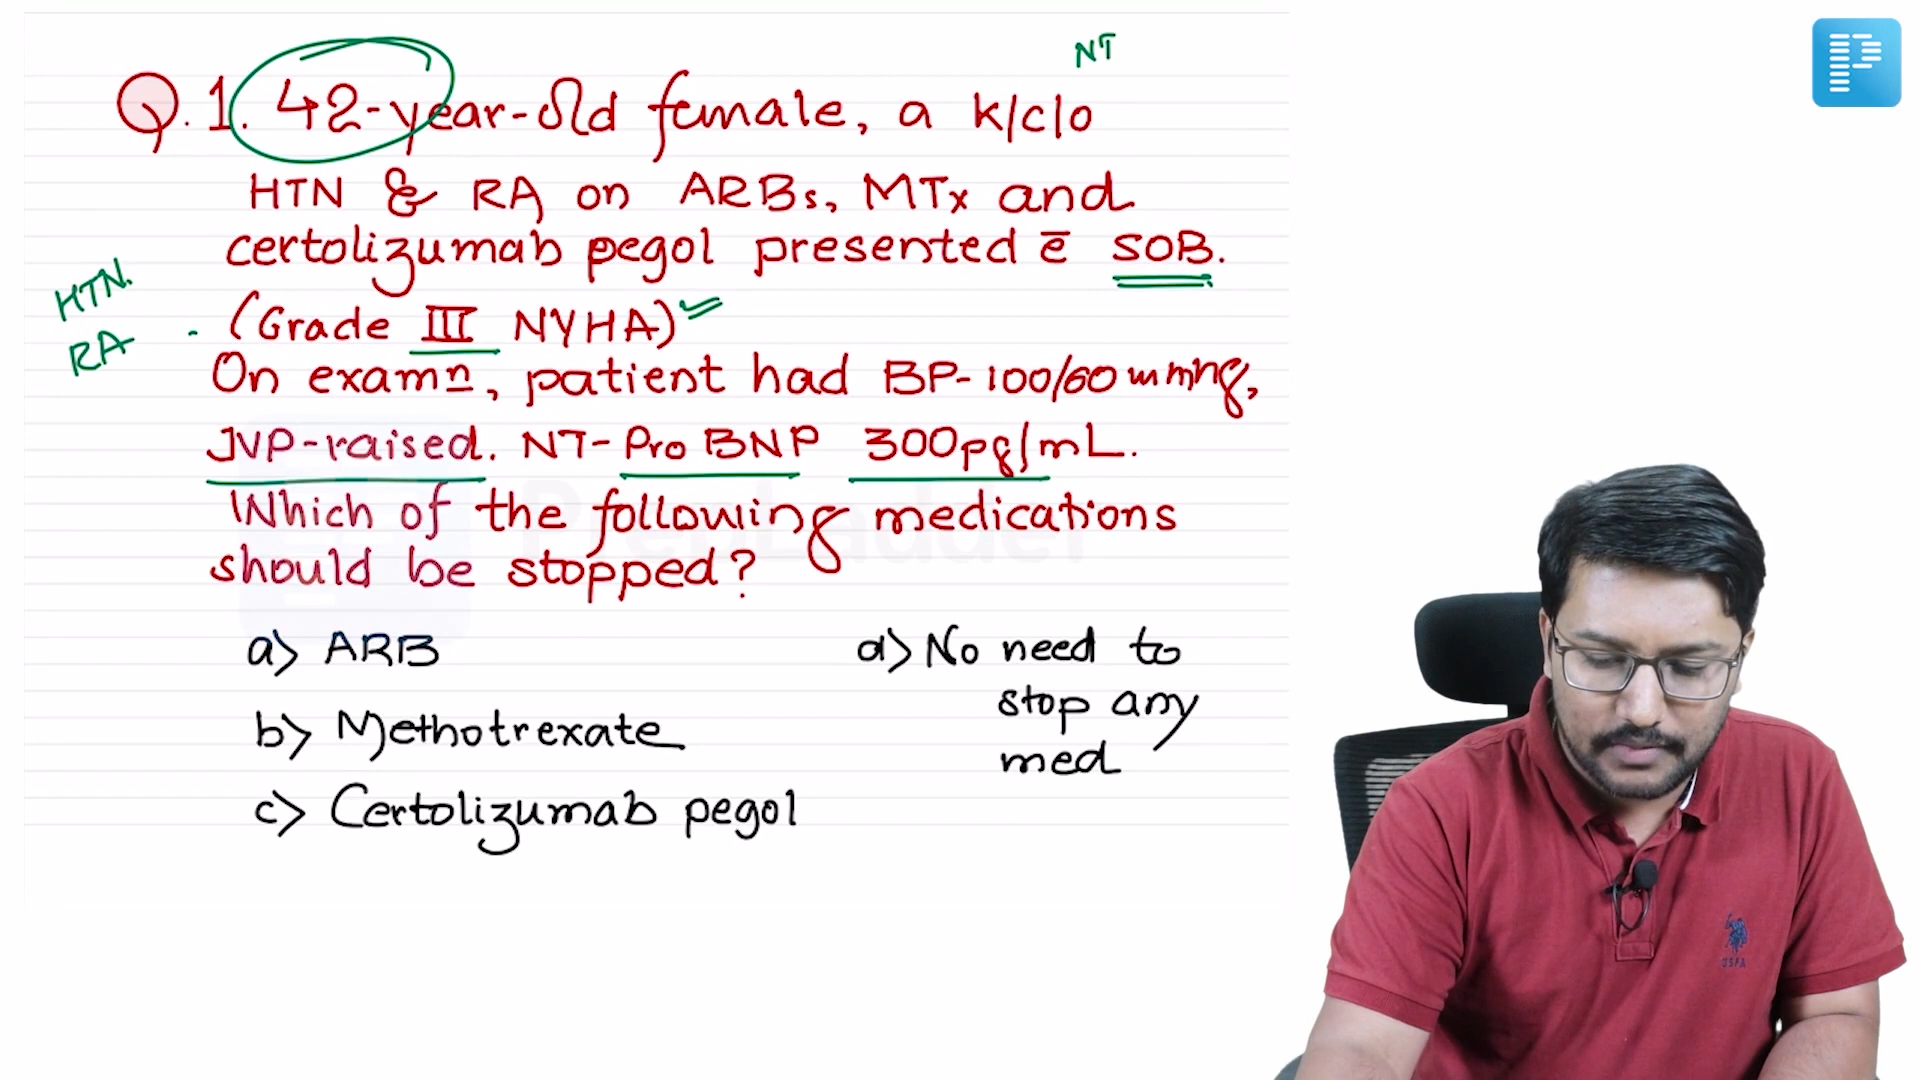 NT
Q.1. 42-year-old female, a k/c/o
HTN & RA on ARBs, MTx and
certolizumab pegol presented c̄ SOB.
HTN.
(Grade III NYHA)
RA
On examn, patient had BP-100/60 mmHg,
JVP-raised. NT-Pro BNP 300pg/mL.
Which of the following medications
should be stopped?
a) ARB
b) Methotrexate
c) Certolizumab pegol
d) No need to
stop any
med
USPA